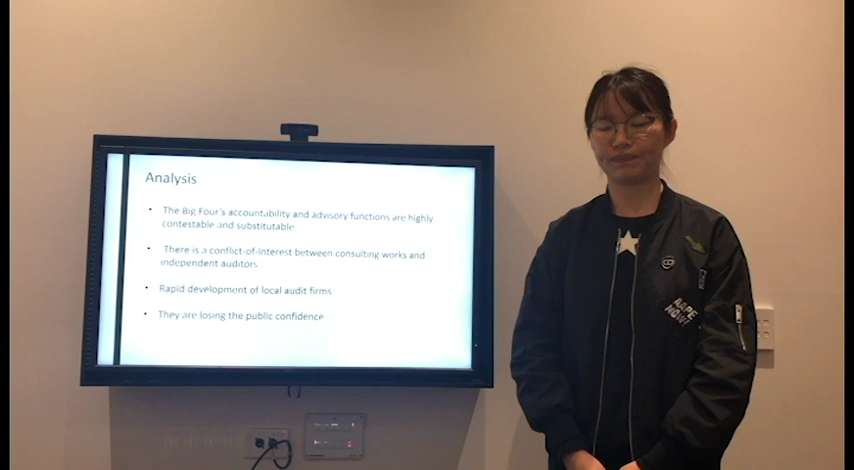 Analysis
• The Big Four's accountability and advisory functions are highly
contestable and substitutable
• There is a conflict-of-interest between consulting works and
independent auditors
• Rapid development of local audit firms
• They are losing the public confidence
AAPE